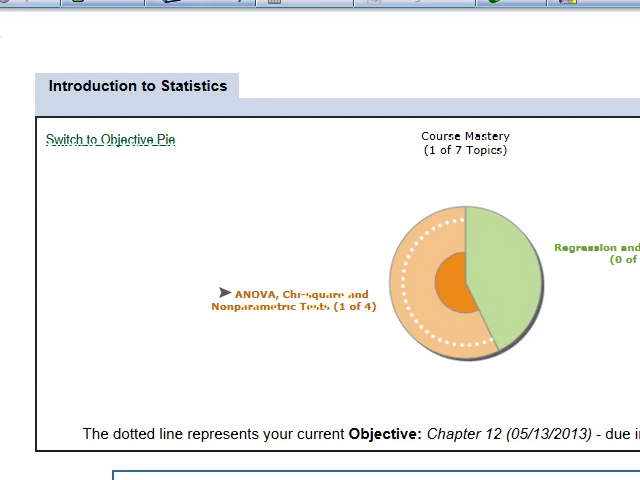 Introduction to Statistics
Switch to Objective Pie
Course Mastery
(1 of 7 Topics)
Regression and
(0 of
ANOVA, Chi-square and
Nonparametric Tests (1 of 4)
The dotted line represents your current Objective: Chapter 12 (05/13/2013) - due i